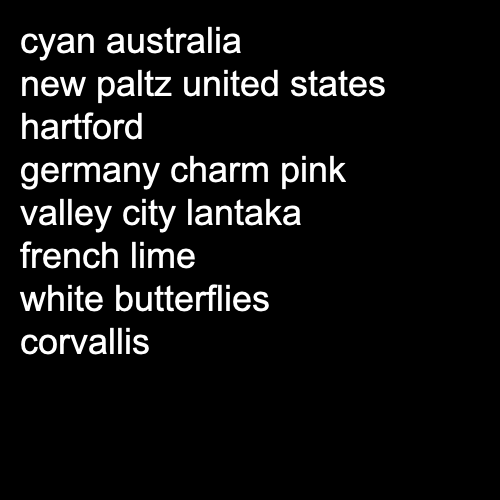 cyan australia
new paltz united states
hartford
germany charm pink
valley city lantaka
french lime
white butterflies
corvallis